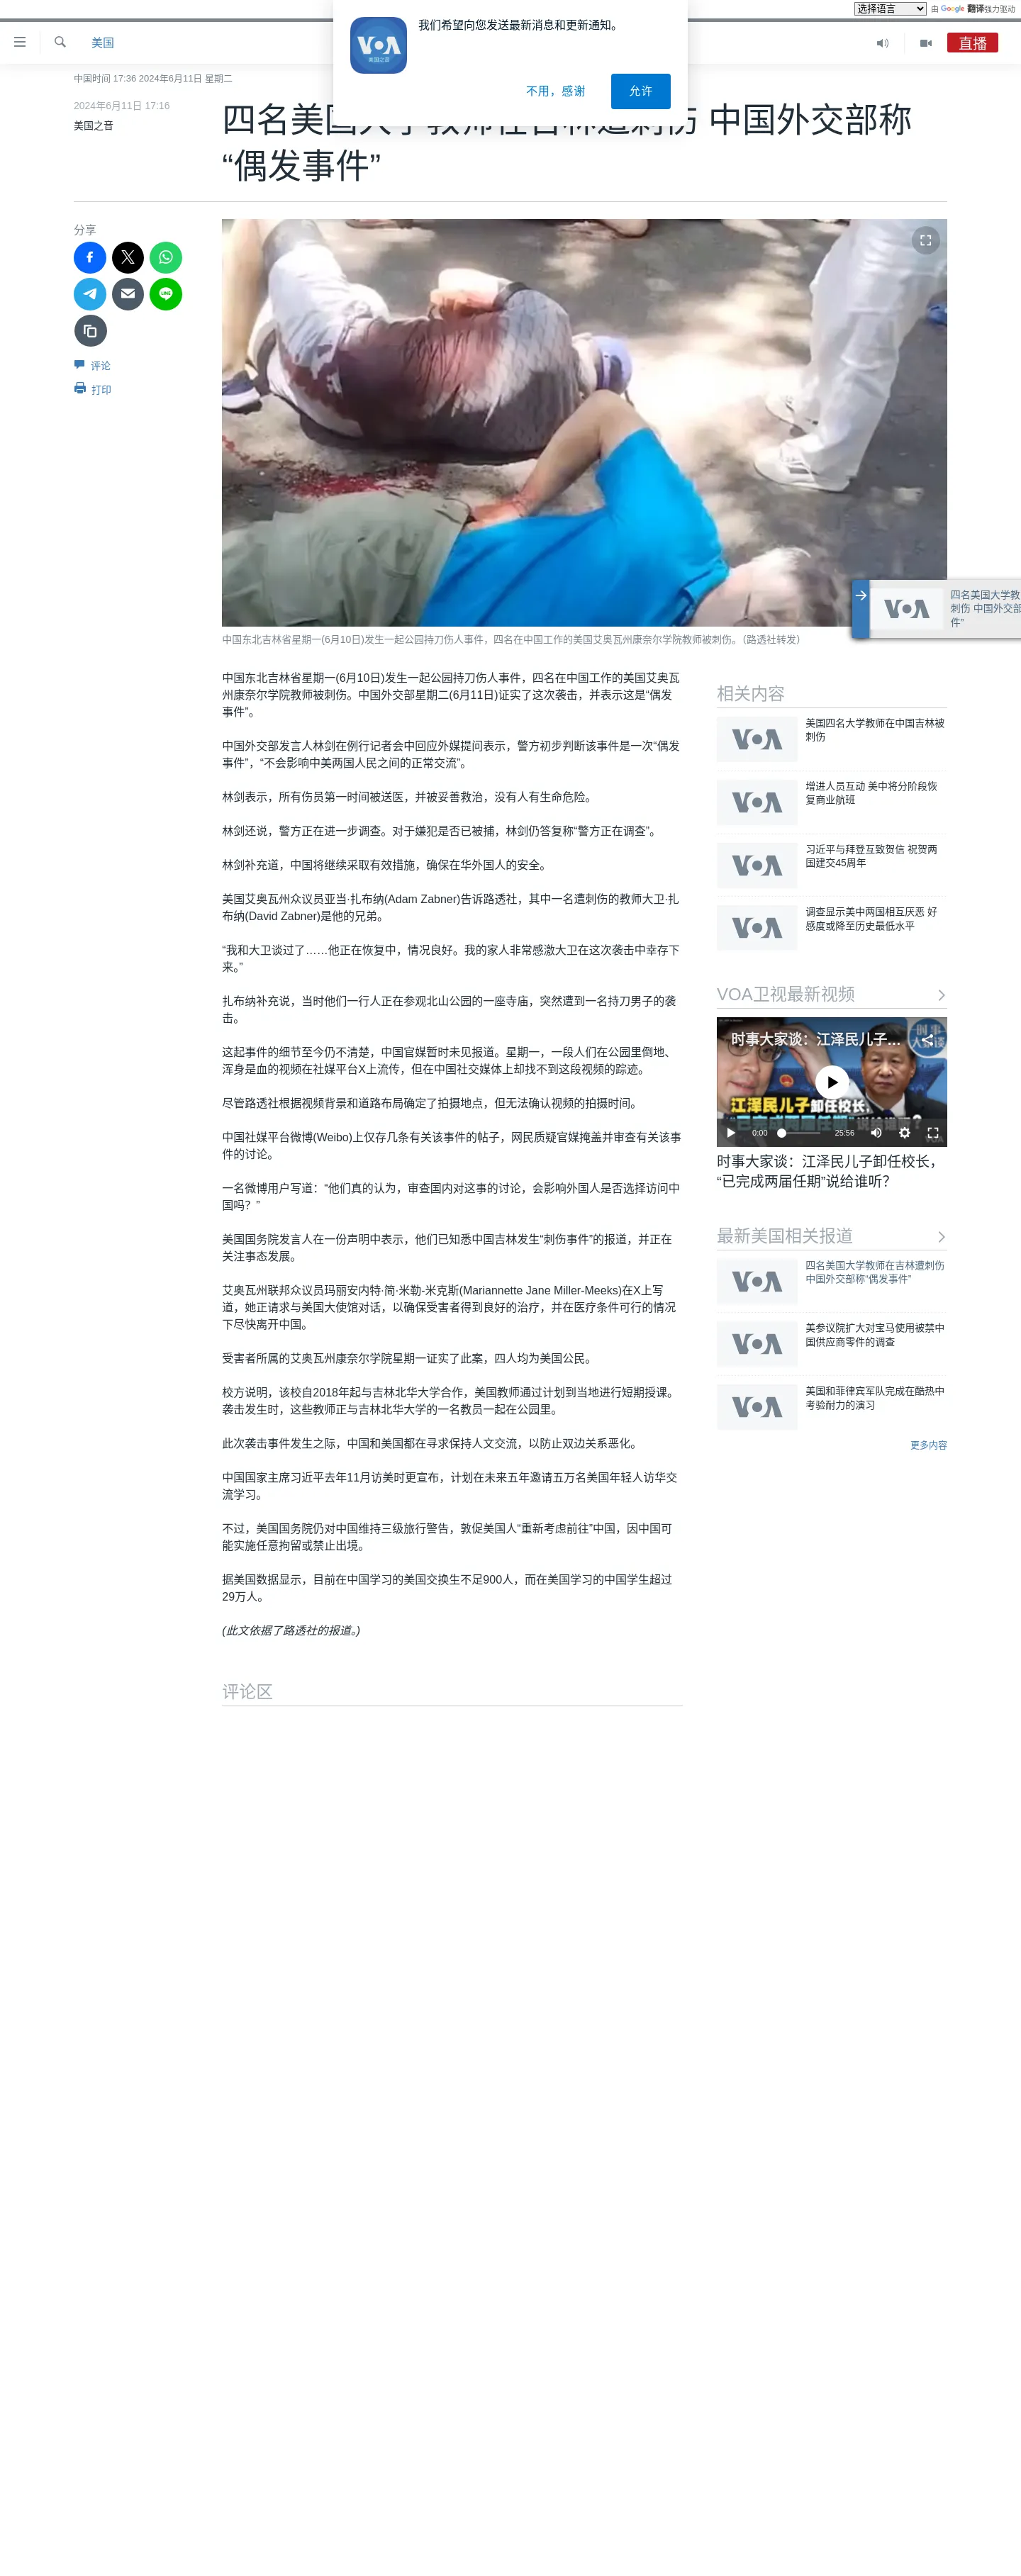 选择语言
由 Google 翻译强力驱动
我们希望向您发送最新消息和更新通知。
VOA
美国之音
不用，感谢
允许
美国
直播
中国时间 17:36 2024年6月11日 星期二
2024年6月11日 17:16
美国之音
四名美国大学教师在吉林遭刺伤 中国外交部称
“偶发事件”
分享
评论
打印
中国东北吉林省星期一(6月10日)发生一起公园持刀伤人事件，四名在中国工作的美国艾奥瓦州康奈尔学院教师被刺伤。（路透社转发）
四名美国大学教
刺伤 中国外交部
件”
中国东北吉林省星期一(6月10日)发生一起公园持刀伤人事件，四名在中国工作的美国艾奥瓦
州康奈尔学院教师被刺伤。中国外交部星期二(6月11日)证实了这次袭击，并表示这是“偶发
事件”。
中国外交部发言人林剑在例行记者会中回应外媒提问表示，警方初步判断该事件是一次“偶发
事件”，“不会影响中美两国人民之间的正常交流”。
林剑表示，所有伤员第一时间被送医，并被妥善救治，没有人有生命危险。
林剑还说，警方正在进一步调查。对于嫌犯是否已被捕，林剑仍答复称“警方正在调查”。
林剑补充道，中国将继续采取有效措施，确保在华外国人的安全。
美国艾奥瓦州众议员亚当·扎布纳(Adam Zabner)告诉路透社，其中一名遭刺伤的教师大卫·扎
布纳(David Zabner)是他的兄弟。
“我和大卫谈过了……他正在恢复中，情况良好。我的家人非常感激大卫在这次袭击中幸存下
来。”
扎布纳补充说，当时他们一行人正在参观北山公园的一座寺庙，突然遭到一名持刀男子的袭
击。
这起事件的细节至今仍不清楚，中国官媒暂时未见报道。星期一，一段人们在公园里倒地、
浑身是血的视频在社媒平台X上流传，但在中国社交媒体上却找不到这段视频的踪迹。
尽管路透社根据视频背景和道路布局确定了拍摄地点，但无法确认视频的拍摄时间。
中国社媒平台微博(Weibo)上仅存几条有关该事件的帖子，网民质疑官媒掩盖并审查有关该事
件的讨论。
一名微博用户写道：“他们真的认为，审查国内对这事的讨论，会影响外国人是否选择访问中
国吗？”
美国国务院发言人在一份声明中表示，他们已知悉中国吉林发生“刺伤事件”的报道，并正在
关注事态发展。
艾奥瓦州联邦众议员玛丽安内特·简·米勒-米克斯(Mariannette Jane Miller-Meeks)在X上写
道，她正请求与美国大使馆对话，以确保受害者得到良好的治疗，并在医疗条件可行的情况
下尽快离开中国。
受害者所属的艾奥瓦州康奈尔学院星期一证实了此案，四人均为美国公民。
校方说明，该校自2018年起与吉林北华大学合作，美国教师通过计划到当地进行短期授课。
袭击发生时，这些教师正与吉林北华大学的一名教员一起在公园里。
此次袭击事件发生之际，中国和美国都在寻求保持人文交流，以防止双边关系恶化。
中国国家主席习近平去年11月访美时更宣布，计划在未来五年邀请五万名美国年轻人访华交
流学习。
不过，美国国务院仍对中国维持三级旅行警告，敦促美国人“重新考虑前往”中国，因中国可
能实施任意拘留或禁止出境。
据美国数据显示，目前在中国学习的美国交换生不足900人，而在美国学习的中国学生超过
29万人。
(此文依据了路透社的报道。)
评论区
相关内容
美国四名大学教师在中国吉林被
刺伤
增进人员互动 美中将分阶段恢
复商业航班
习近平与拜登互致贺信 祝贺两
国建交45周年
调查显示美中两国相互厌恶 好
感度或降至历史最低水平
VOA卫视最新视频
时事大家谈：江泽民儿子…
江泽民儿子卸任校长，
0:00
25:56
时事大家谈：江泽民儿子卸任校长，
“已完成两届任期”说给谁听？
最新美国相关报道
四名美国大学教师在吉林遭刺伤
中国外交部称“偶发事件”
美参议院扩大对宝马使用被禁中
国供应商零件的调查
美国和菲律宾军队完成在酷热中
考验耐力的演习
更多内容